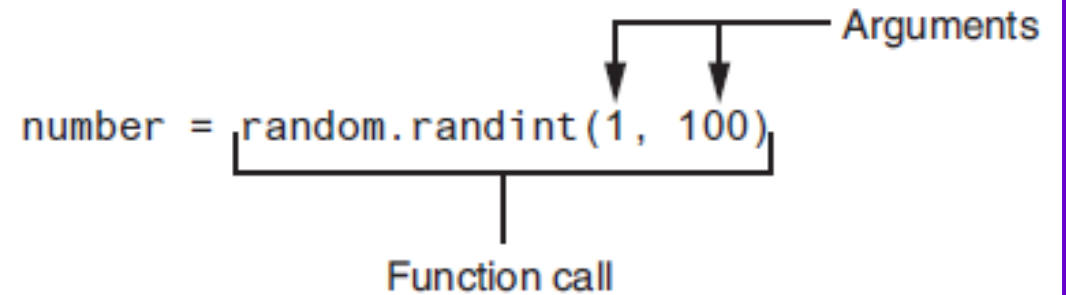 Arguments
number = random.randint(1, 100)
Function call